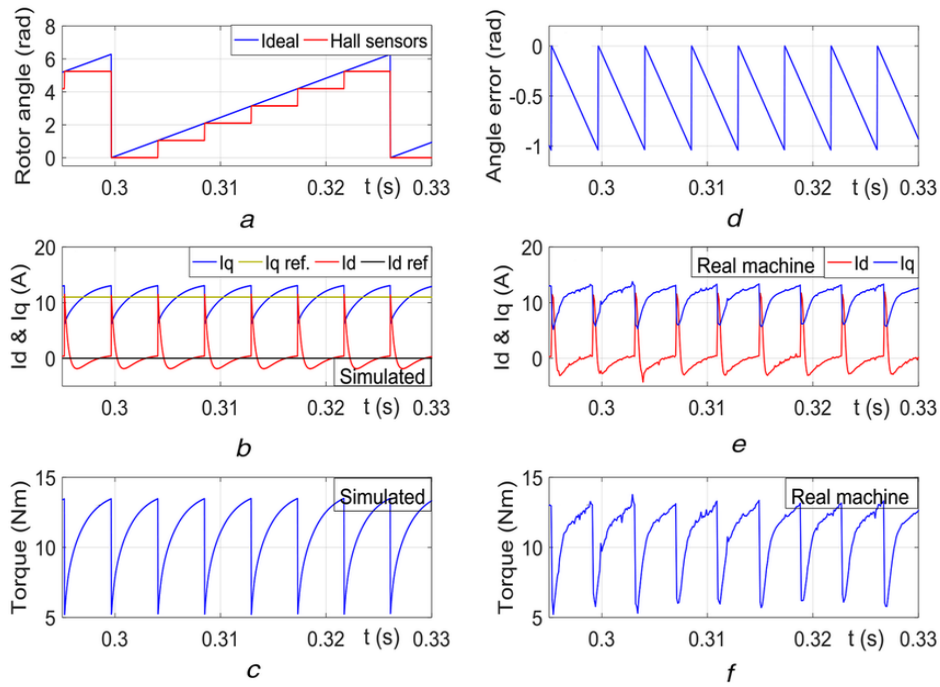 Rotor angle (rad)
8
6
4
2
0
Ideal
Hall sensors
0.3
0.31
0.32
t (s)
0.33
a
Angle error (rad)
0
-0.5
-1
0.3
0.31
0.32
t (s)
0.33
d
Id & Iq (A)
20
10
0
Iq
Iq ref.
Id
Id ref
Simulated
0.3
0.31
0.32
t (s)
0.33
b
Id & Iq (A)
20
10
0
Real machine
Id
Iq
0.3
0.31
0.32
t (s)
0.33
e
Torque (Nm)
15
10
5
Simulated
0.3
0.31
0.32
t (s)
0.33
c
Torque (Nm)
15
10
5
Real machine
0.3
0.31
0.32
t (s)
0.33
f